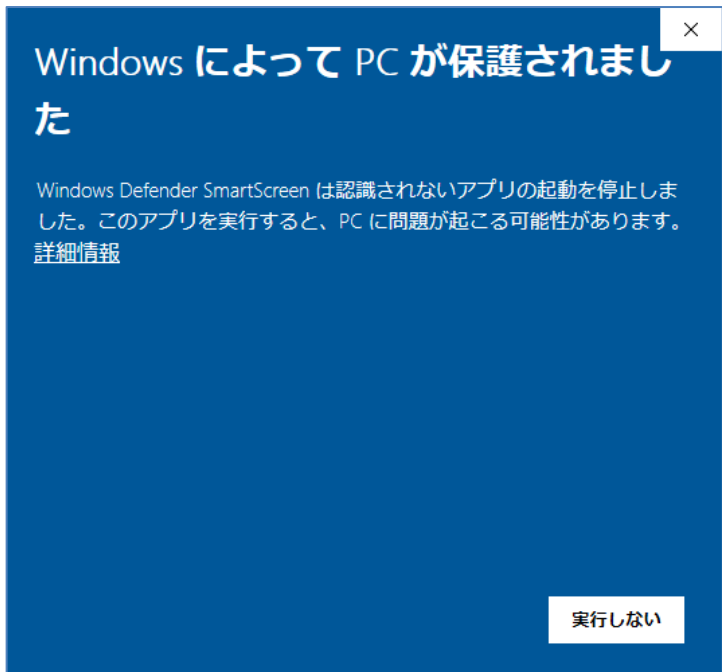 ×
Windows によって PC が保護されまし
た
Windows Defender SmartScreen は認識されないアプリの起動を停止しま
した。このアプリを実行すると、PC に問題が起こる可能性があります。
詳細情報
実行しない